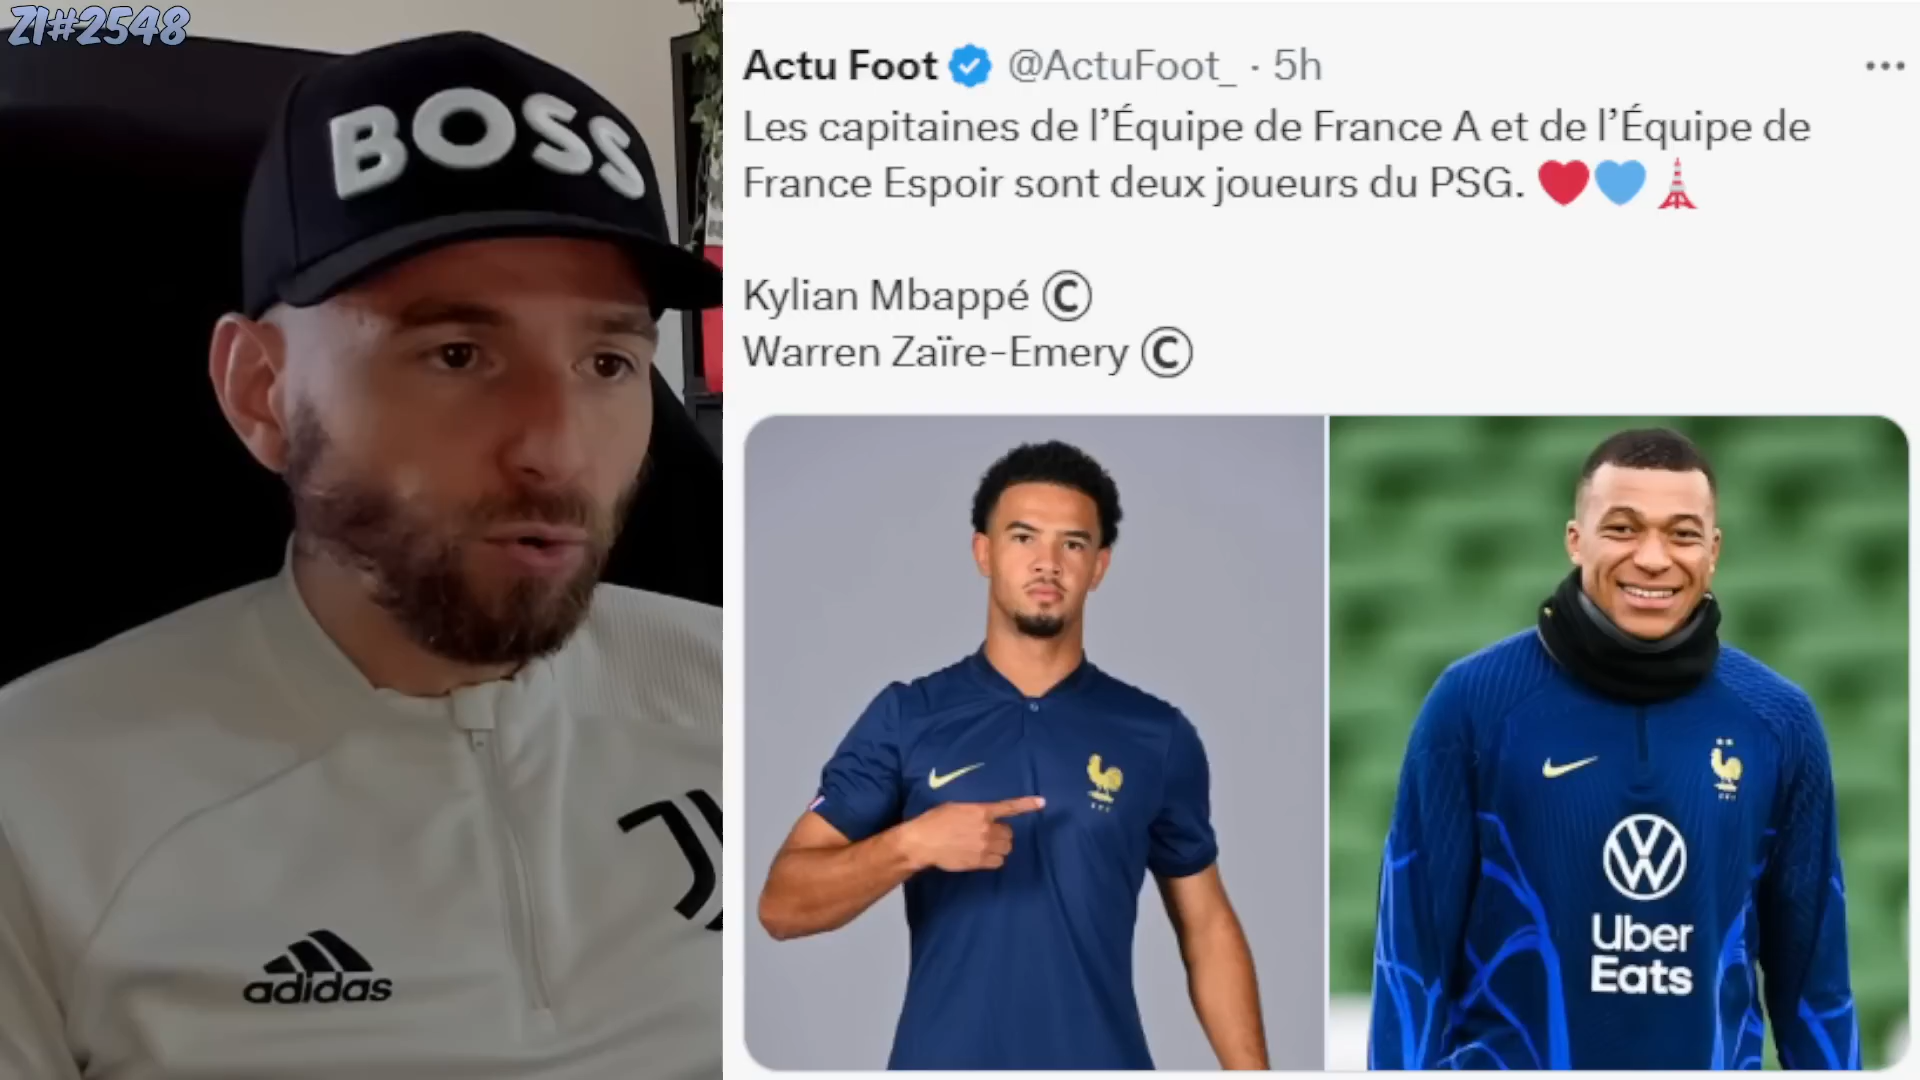 ZI#2548
BOSS
adidas
Actu Foot @ActuFoot_ · 5h
Les capitaines de l’Équipe de France A et de l’Équipe de
France Espoir sont deux joueurs du PSG. ❤️💙🗼
Kylian Mbappé ©
Warren Zaïre-Emery ©
Uber
Eats